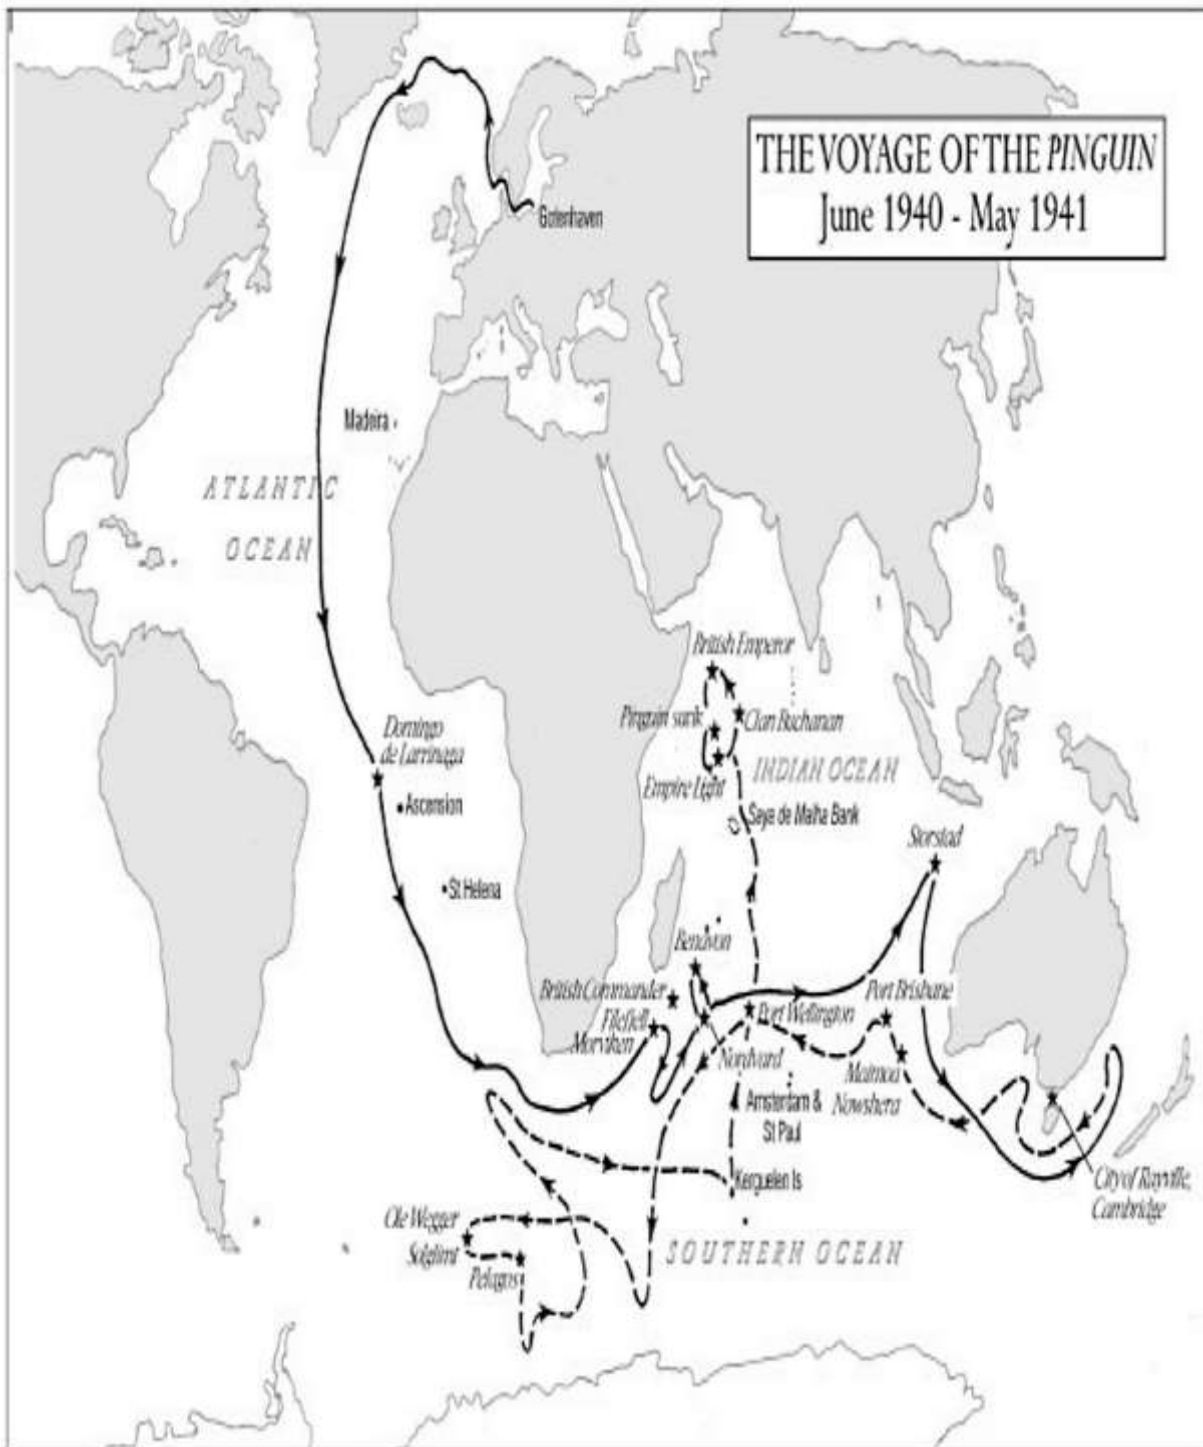 THE VOYAGE OF THE PINGUIN
June 1940 - May 1941
Gotenhaven
Madeira
ATLANTIC
OCEAN
British Emperor
Pinguin sunk
Clan Buchanan
Domingo
de Larrinaga
INDIAN OCEAN
Empire Light
Ascension
Saya de Malha Bank
Storstad
St Helena
Benavon
British Commander
Filefjell
Morviken
Port Brisbane
Port Wellington
Nordvard
Maimoa
Nowshera
Amsterdam &
St Paul
Kerguelen Is
City of Rayville,
Cambridge
Ole Wegger
Solglimt
Pelagos
SOUTHERN OCEAN